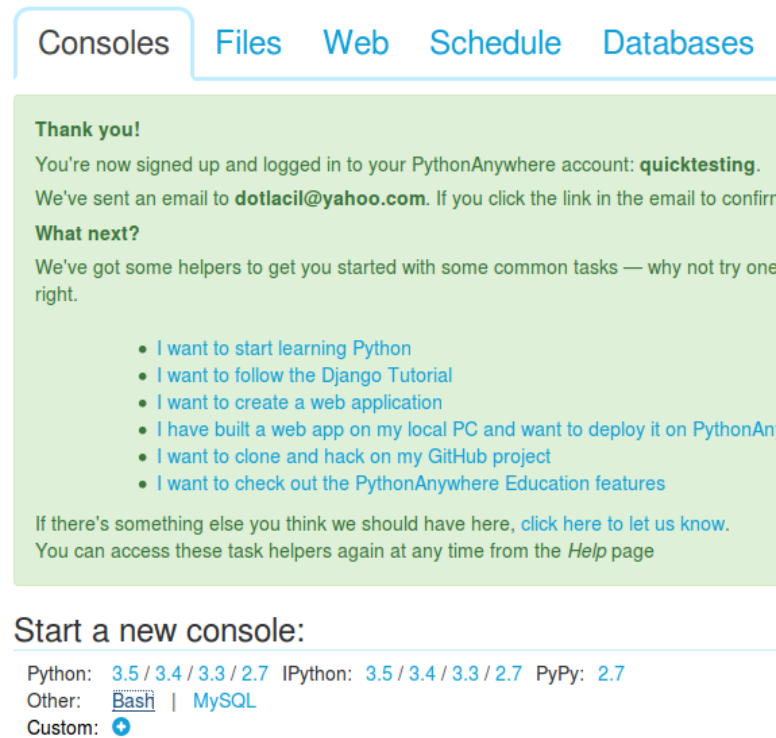 Consoles Files Web Schedule Databases
Thank you!
You're now signed up and logged in to your PythonAnywhere account: quicktesting.
We've sent an email to dotlacil@yahoo.com. If you click the link in the email to confirm
What next?
We've got some helpers to get you started with some common tasks — why not try one
right.
• I want to start learning Python
• I want to follow the Django Tutorial
• I want to create a web application
• I have built a web app on my local PC and want to deploy it on PythonAn
• I want to clone and hack on my GitHub project
• I want to check out the PythonAnywhere Education features
If there's something else you think we should have here, click here to let us know.
You can access these task helpers again at any time from the Help page
Start a new console:
Python: 3.5 / 3.4 / 3.3 / 2.7 IPython: 3.5 / 3.4 / 3.3 / 2.7 PyPy: 2.7
Other: Bash | MySQL
Custom: